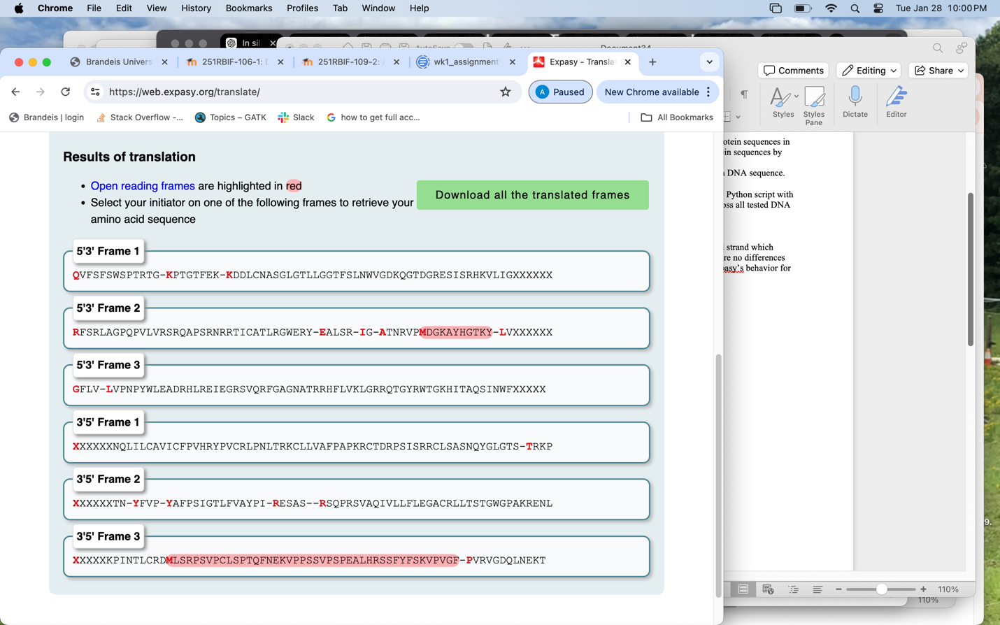 Chrome File Edit View History Bookmarks Profiles Tab Window Help Tue Jan 28 10:00 PM
In sil
AutoSave
Document34
Brandeis Univers
251RBIF-106-1:
251RBIF-109-2:
wk1_assignment
Expasy - Transla
Comments Editing Share
https://web.expasy.org/translate/
A Paused
New Chrome available
Brandeis | login
Stack Overflow -...
Topics – GATK
Slack
how to get full acc...
All Bookmarks
Styles
Styles Pane
Dictate
Editor
Results of translation
• Open reading frames are highlighted in red
• Select your initiator on one of the following frames to retrieve your
amino acid sequence
Download all the translated frames
5'3' Frame 1
QVFSFSWSPTRTG-KPTGTFEK-KDDLCNASGLGTLLGGTFSLNWVGDKQGTDGRESISRHKVLIGXXXXXX
5'3' Frame 2
RFSRLAGPQPVLVRSRQAPSRNRRTICATLRGWERY-EALSR-IG-ATNRVPMDGKAYHGTKY-LVXXXXXX
5'3' Frame 3
GFLV-LVPNPYWLEADRHLREIEGRSVQRFGAGNATRRHFLVKLGRRQTGYRWTGKHITAQSINWFXXXXX
3'5' Frame 1
XXXXXXNQLILCAVICFPVHRYPVCRLPNLTRKCLLVAFPAPKRCTDRPSISRRCLSASNQYGLGTS-TRKP
3'5' Frame 2
XXXXXXTN-YFVP-YAFPSIGTLFVAYPI-RESAS--RSQPRSVAQIVLLFLEGACRLLTSTGWGPAKRENL
3'5' Frame 3
XXXXXKPINTLCRDMLSRPSVPCLSPTQFNEKVPPSSVPSPEALHRSSFYFSKVPVGF-PVRVGDQLNEKT
otein sequences in
in sequences by
DNA sequence.
Python script with
oss all tested DNA
strand which
re no differences
pasy's behavior for
110%
110%
9.